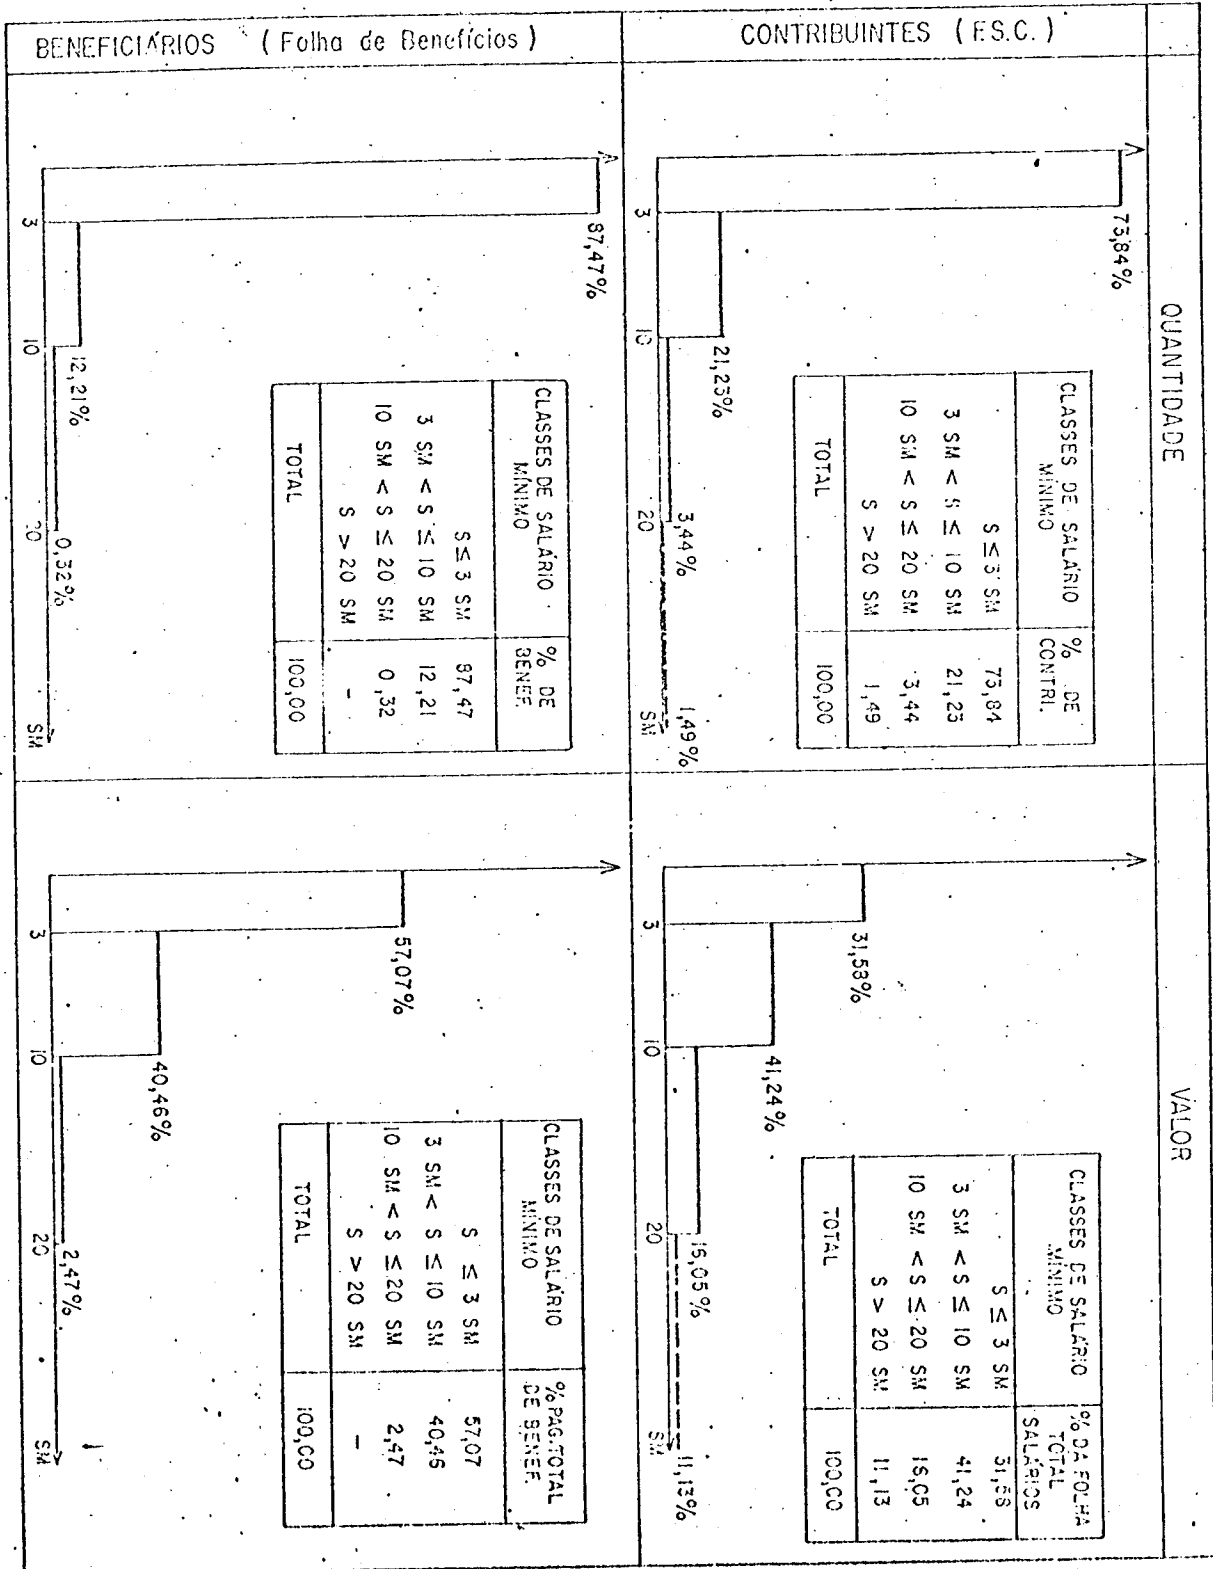 QUANTIDADE
VALOR
CONTRIBUINTES (F.S.C.)
73,84%
21,23%
3,44%
1,49%
3
10
20
SM
CLASSES DE SALÁRIO MÍNIMO
% DE CONTRI.
S ≤ 3 SM 73,84
3 SM < S ≤ 10 SM 21,23
10 SM < S ≤ 20 SM 3,44
S > 20 SM 1,49
TOTAL 100,00
31,58%
41,24%
16,05%
11,13%
3
10
20
SM
CLASSES DE SALÁRIO MÍNIMO
% DA FOLHA TOTAL SALÁRIOS
S ≤ 3 SM 31,58
3 SM < S ≤ 10 SM 41,24
10 SM < S ≤ 20 SM 16,05
S > 20 SM 11,13
TOTAL 100,00
BENEFICIÁRIOS (Folha de Benefícios)
87,47%
12,21%
0,32%
3
10
20
SM
CLASSES DE SALÁRIO MÍNIMO
% DE BENEF.
S ≤ 3 SM 87,47
3 SM < S ≤ 10 SM 12,21
10 SM < S ≤ 20 SM 0,32
S > 20 SM -
TOTAL 100,00
57,07%
40,46%
2,47%
3
10
20
SM
CLASSES DE SALÁRIO MÍNIMO
% PAG. TOTAL DE BENEF.
S ≤ 3 SM 57,07
3 SM < S ≤ 10 SM 40,46
10 SM < S ≤ 20 SM 2,47
S > 20 SM -
TOTAL 100,00